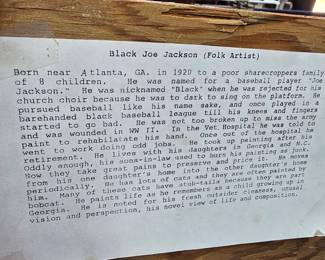 Black Joe Jackson (Folk Artist)
Born near Atlanta, GA. in 1920 to a poor sharecroppers family
of 8 children. He was named for a baseball player "Joe
Jackson." He was nicknamed "Black" when he was rejected for his
church choir because he was to dark to sing on the platform. He
pursued baseball like his name sake, and once played in a
barehanded black baseball league till his knees and fingers
started to go bad. He was not too broken up to miss the army
and was wounded in WW II. In the Vet. Hospital he was told to
paint to rehabilatate his hand. Once out of the hospital he
went to work doing odd jobs. He took up painting after his
retirement. He lives with his daughters in Georgia and N.C.
Oddly enough, his sons-in-law used to hurt his painting as junk.
Now they take great pains to preserve and price it. He moves
from his one daughter's home into the other daughter's home
periodically. He has lots of cats and they are often painted by
him. Many of these cats have stub-tails because they are part
bobcat. He paints life as he remembers as a child growing up in
Georgia. He is noted for his fresh outsider cleaness, usual
vision and perspection, his novel view of life and composition.